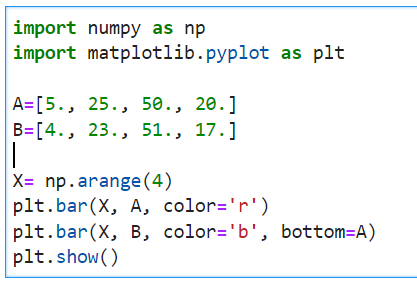 import numpy as np
import matplotlib.pyplot as plt
A=[5., 25., 50., 20.]
B=[4., 23., 51., 17.]
X= np.arange(4)
plt.bar(X, A, color='r')
plt.bar(X, B, color='b', bottom=A)
plt.show()